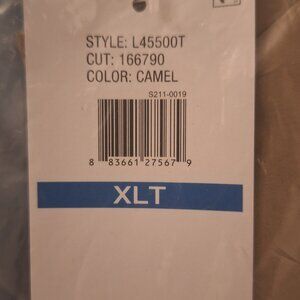 STYLE: L45500T
CUT: 166790
COLOR: CAMEL
S211-0019
8 83661 27567 9
XLT